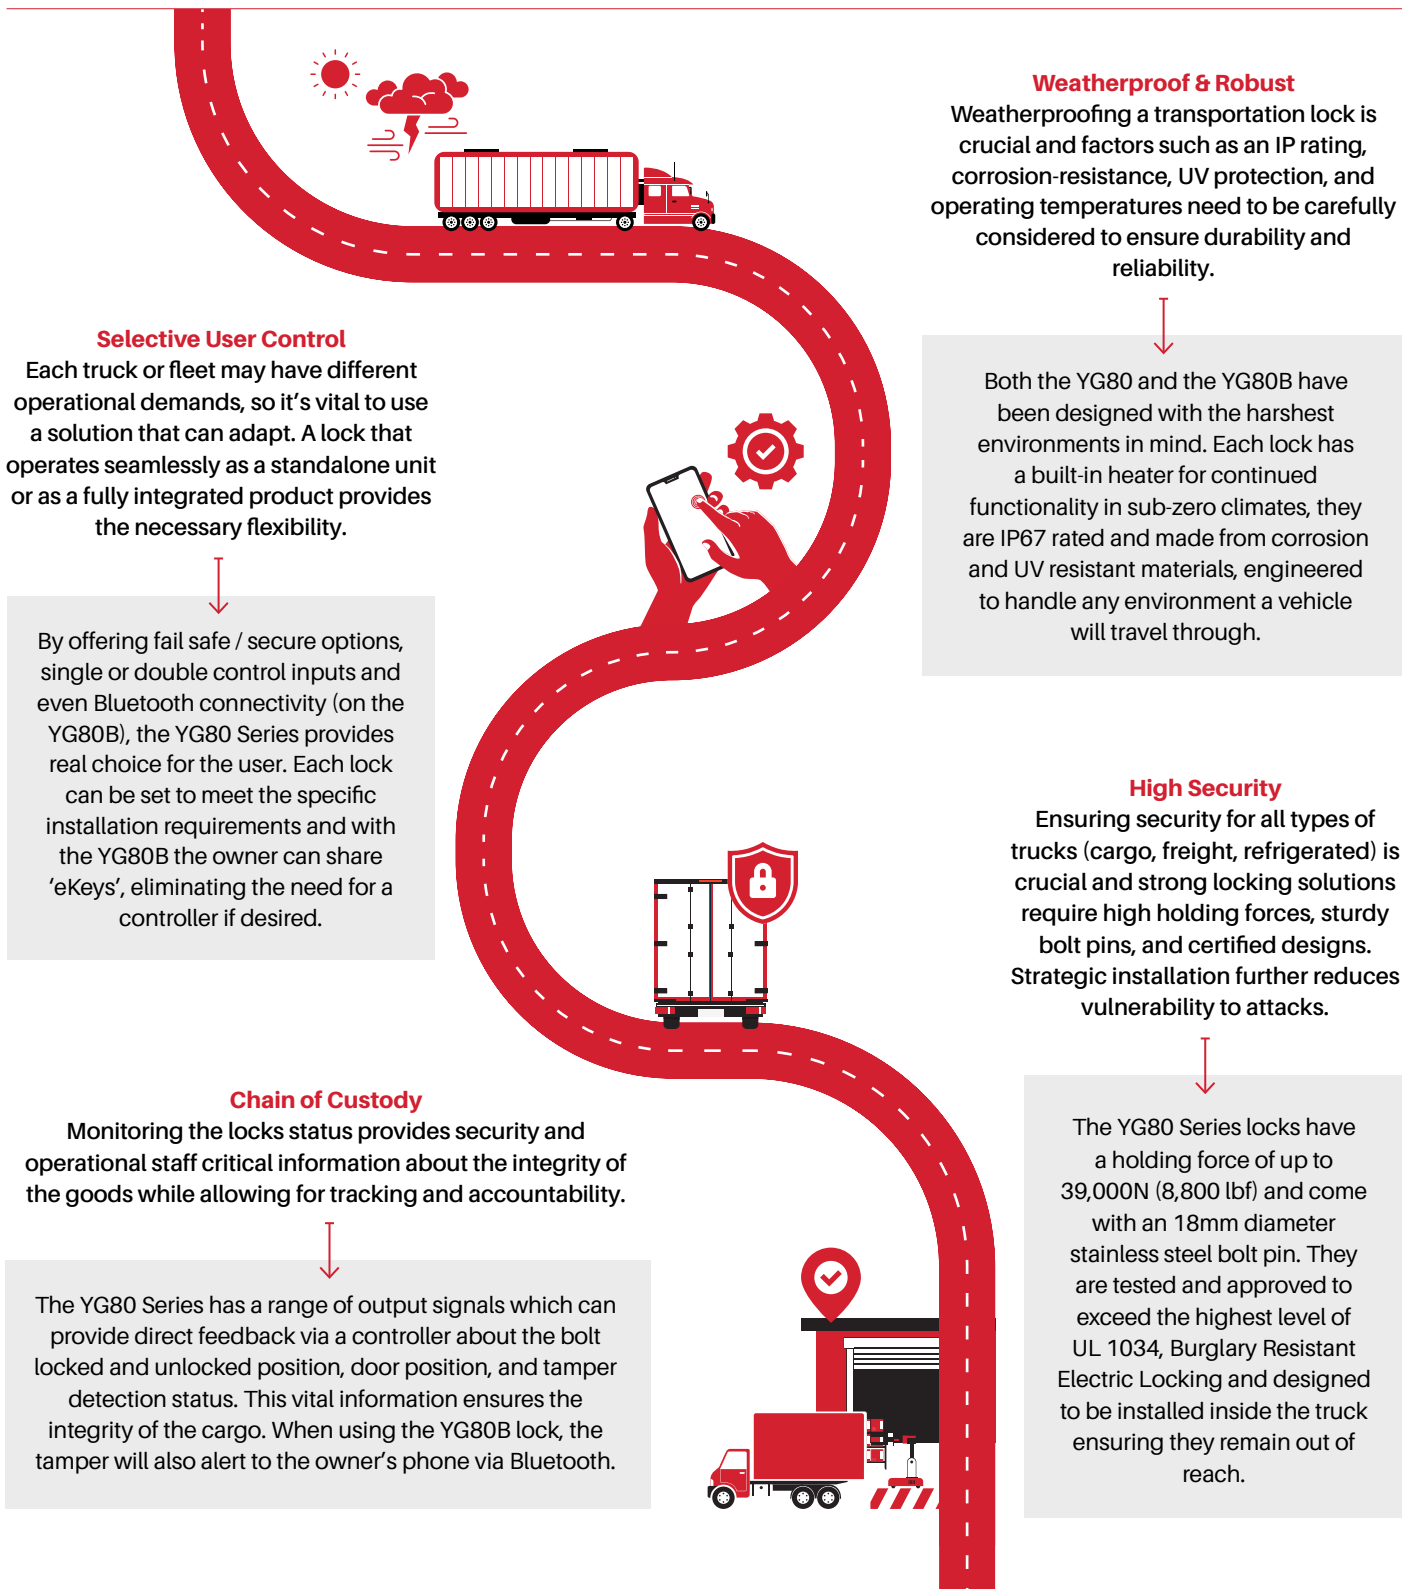 Weatherproof & Robust
Weatherproofing a transportation lock is
crucial and factors such as an IP rating,
corrosion-resistance, UV protection, and
operating temperatures need to be carefully
considered to ensure durability and
reliability.
Both the YG80 and the YG80B have
been designed with the harshest
environments in mind. Each lock has
a built-in heater for continued
functionality in sub-zero climates, they
are IP67 rated and made from corrosion
and UV resistant materials, engineered
to handle any environment a vehicle
will travel through.
Selective User Control
Each truck or fleet may have different
operational demands, so it’s vital to use
a solution that can adapt. A lock that
operates seamlessly as a standalone unit
or as a fully integrated product provides
the necessary flexibility.
By offering fail safe / secure options,
single or double control inputs and
even Bluetooth connectivity (on the
YG80B), the YG80 Series provides
real choice for the user. Each lock
can be set to meet the specific
installation requirements and with
the YG80B the owner can share
‘eKeys’, eliminating the need for a
controller if desired.
High Security
Ensuring security for all types of
trucks (cargo, freight, refrigerated) is
crucial and strong locking solutions
require high holding forces, sturdy
bolt pins, and certified designs.
Strategic installation further reduces
vulnerability to attacks.
The YG80 Series locks have
a holding force of up to
39,000N (8,800 lbf) and come
with an 18mm diameter
stainless steel bolt pin. They
are tested and approved to
exceed the highest level of
UL 1034, Burglary Resistant
Electric Locking and designed
to be installed inside the truck
ensuring they remain out of
reach.
Chain of Custody
Monitoring the locks status provides security and
operational staff critical information about the integrity of
the goods while allowing for tracking and accountability.
The YG80 Series has a range of output signals which can
provide direct feedback via a controller about the bolt
locked and unlocked position, door position, and tamper
detection status. This vital information ensures the
integrity of the cargo. When using the YG80B lock, the
tamper will also alert to the owner’s phone via Bluetooth.